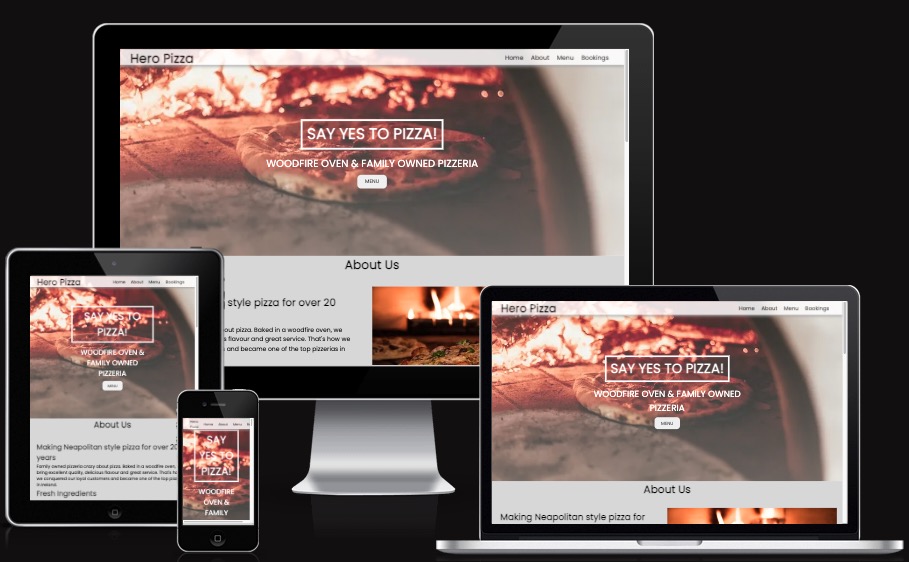 Hero Pizza
Home About Menu Bookings
SAY YES TO PIZZA!
WOODFIRE OVEN & FAMILY OWNED PIZZERIA
MENU
About Us
style pizza for over 20
out pizza. Baked in a woodfire oven, we
flavour and great service. That's how we
and became one of the top pizzerias in
Hero Pizza
Home About Menu Bookings
SAY YES TO
PIZZA!
WOODFIRE OVEN &
FAMILY OWNED
PIZZERIA
MENU
About Us
Making Neapolitan style pizza for over 20
years
Family owned pizzeria crazy about pizza. Baked in a woodfire oven,
bring excellent quality, delicious flavour and great service. That's
we conquered our loyal customers and became one of the top
in Ireland.
Fresh Ingredients
Hero
Pizza
Home About Menu
SAY
YES TO
PIZZA!
WOODFIRE
OVEN &
FAMILY
Hero Pizza
Home About Menu Bookings
SAY YES TO PIZZA!
WOODFIRE OVEN & FAMILY OWNED
PIZZERIA
MENU
About Us
Making Neapolitan style pizza for